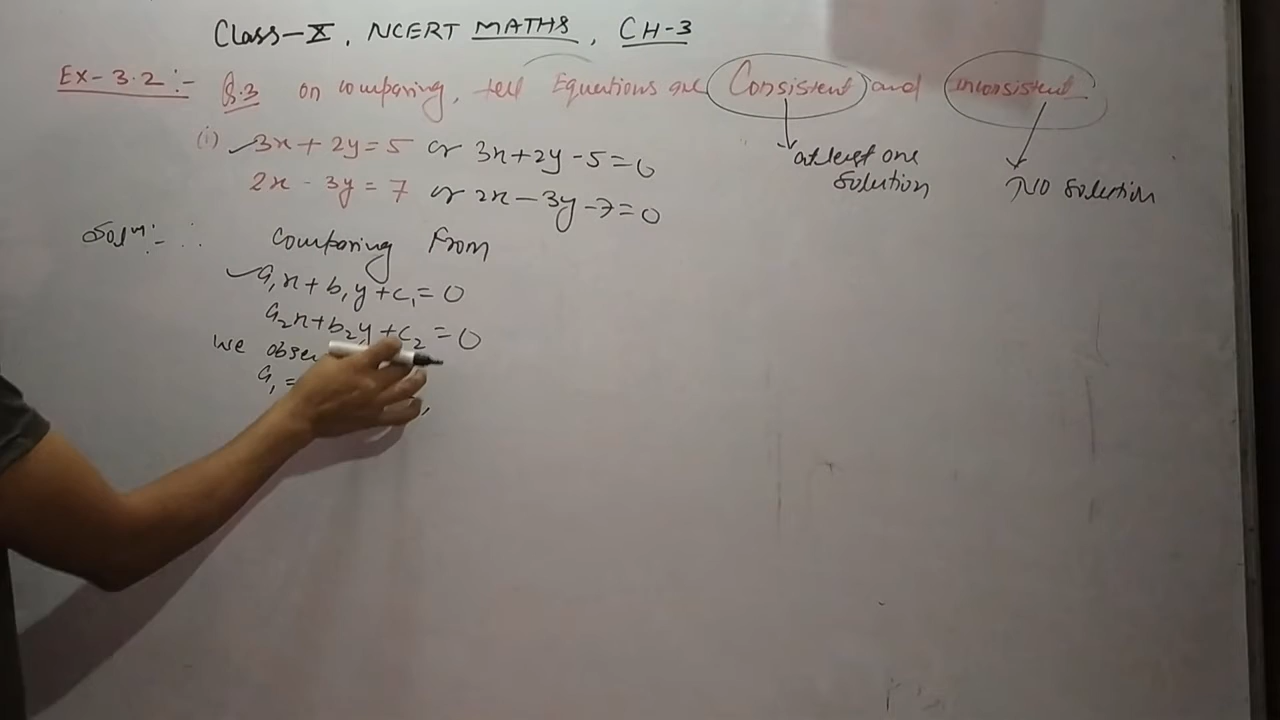 Class-X, NCERT MATHS, CH-3
EX-3.2:- Q.3 on comparing, tell Equations are Consistent and inconsistent
(i) 3x + 2y = 5 or 3x + 2y - 5 = 0
atleast one solution
No solution
2x - 3y = 7 or 2x - 3y - 7 = 0
Solⁿ:- ∴ Comparing From
a₁x + b₁y + c₁ = 0
a₂x + b₂y + c₂ = 0
We obser
a₁ =